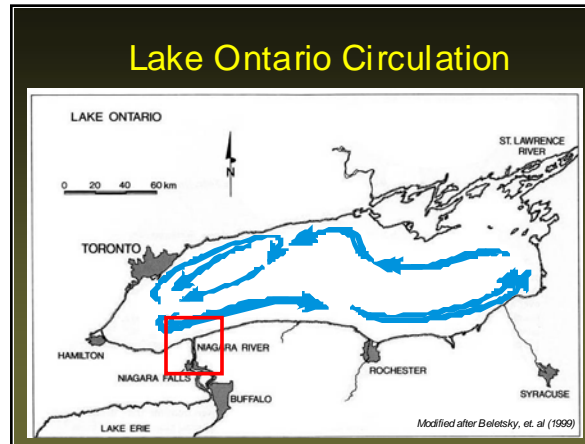 Lake Ontario Circulation
LAKE ONTARIO
ST. LAWRENCE
RIVER
0 20 40 60 km
N
TORONTO
HAMILTON
NIAGARA RIVER
NIAGARA FALLS
BUFFALO
ROCHESTER
SYRACUSE
LAKE ERIE
Modified after Beletsky, et. al (1999)